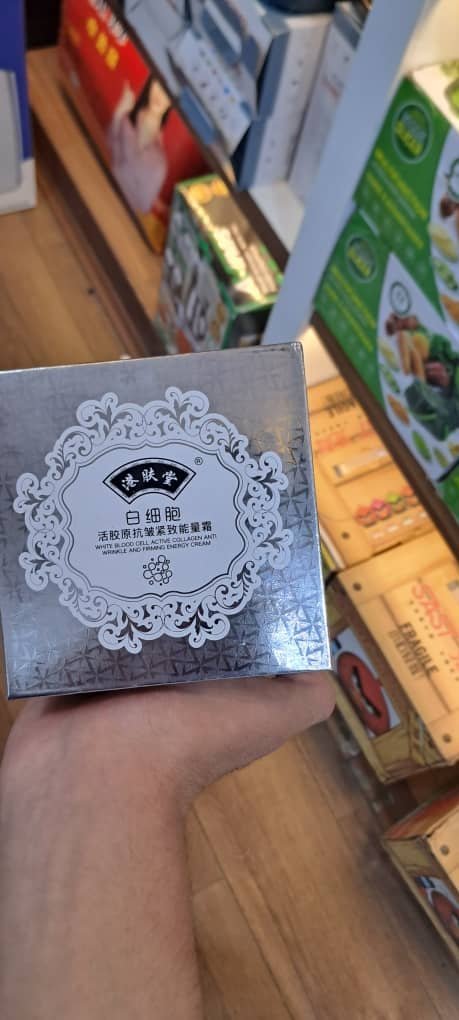 港肤堂®
白细胞
活胶原抗皱紧致能量霜
WHITE BLOOD CELL ACTIVE COLLAGEN ANTI
WRINKLE AND FIRMING ENERGY CREAM
FRAGILE